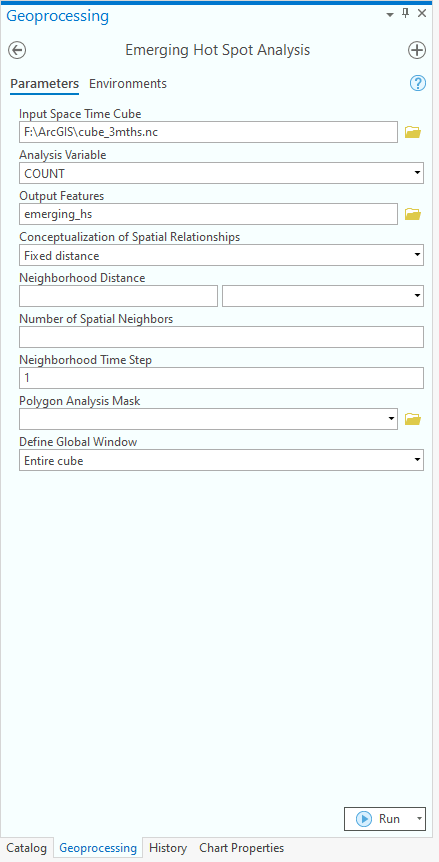 Geoprocessing
Emerging Hot Spot Analysis
Parameters Environments
?
Input Space Time Cube
F:\ArcGIS\cube_3mths.nc
Analysis Variable
COUNT
Output Features
emerging_hs
Conceptualization of Spatial Relationships
Fixed distance
Neighborhood Distance
Number of Spatial Neighbors
Neighborhood Time Step
1
Polygon Analysis Mask
Define Global Window
Entire cube
Run
Catalog Geoprocessing History Chart Properties